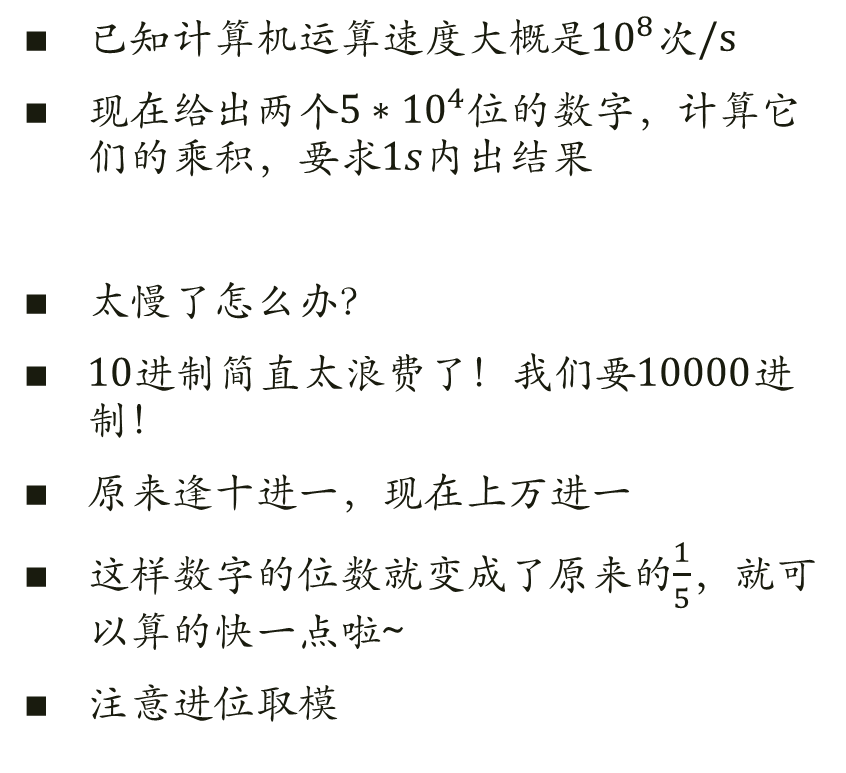 ■ 已知计算机运算速度大概是10⁸次/s
■ 现在给出两个5 * 10⁴位的数字，计算它
们的乘积，要求1s内出结果
■ 太慢了怎么办？
■ 10进制简直太浪费了！我们要10000进
制！
■ 原来逢十进一，现在上万进一
■ 这样数字的位数就变成了原来的1/5，就可
以算的快一点啦~
■ 注意进位取模